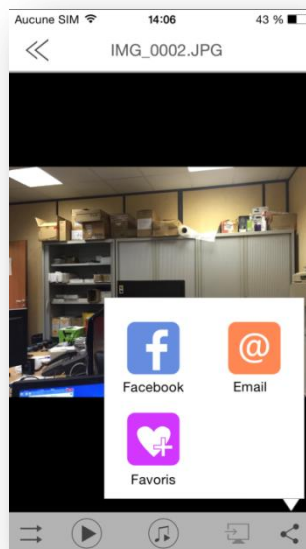 Aucune SIM 14:06 43 %
IMG_0002.JPG
Facebook Email
Favoris